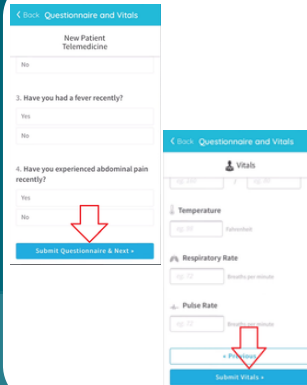 < Back Questionnaire and Vitals
New Patient
Telemedicine
No
3. Have you had a fever recently?
Yes
No
4. Have you experienced abdominal pain
recently?
Yes
No
Submit Questionnaire & Next »
< Back Questionnaire and Vitals
Vitals
Temperature
Fahrenheit
Respiratory Rate
Breaths per minute
Pulse Rate
Breaths per minute
« Previous
Submit Vitals »